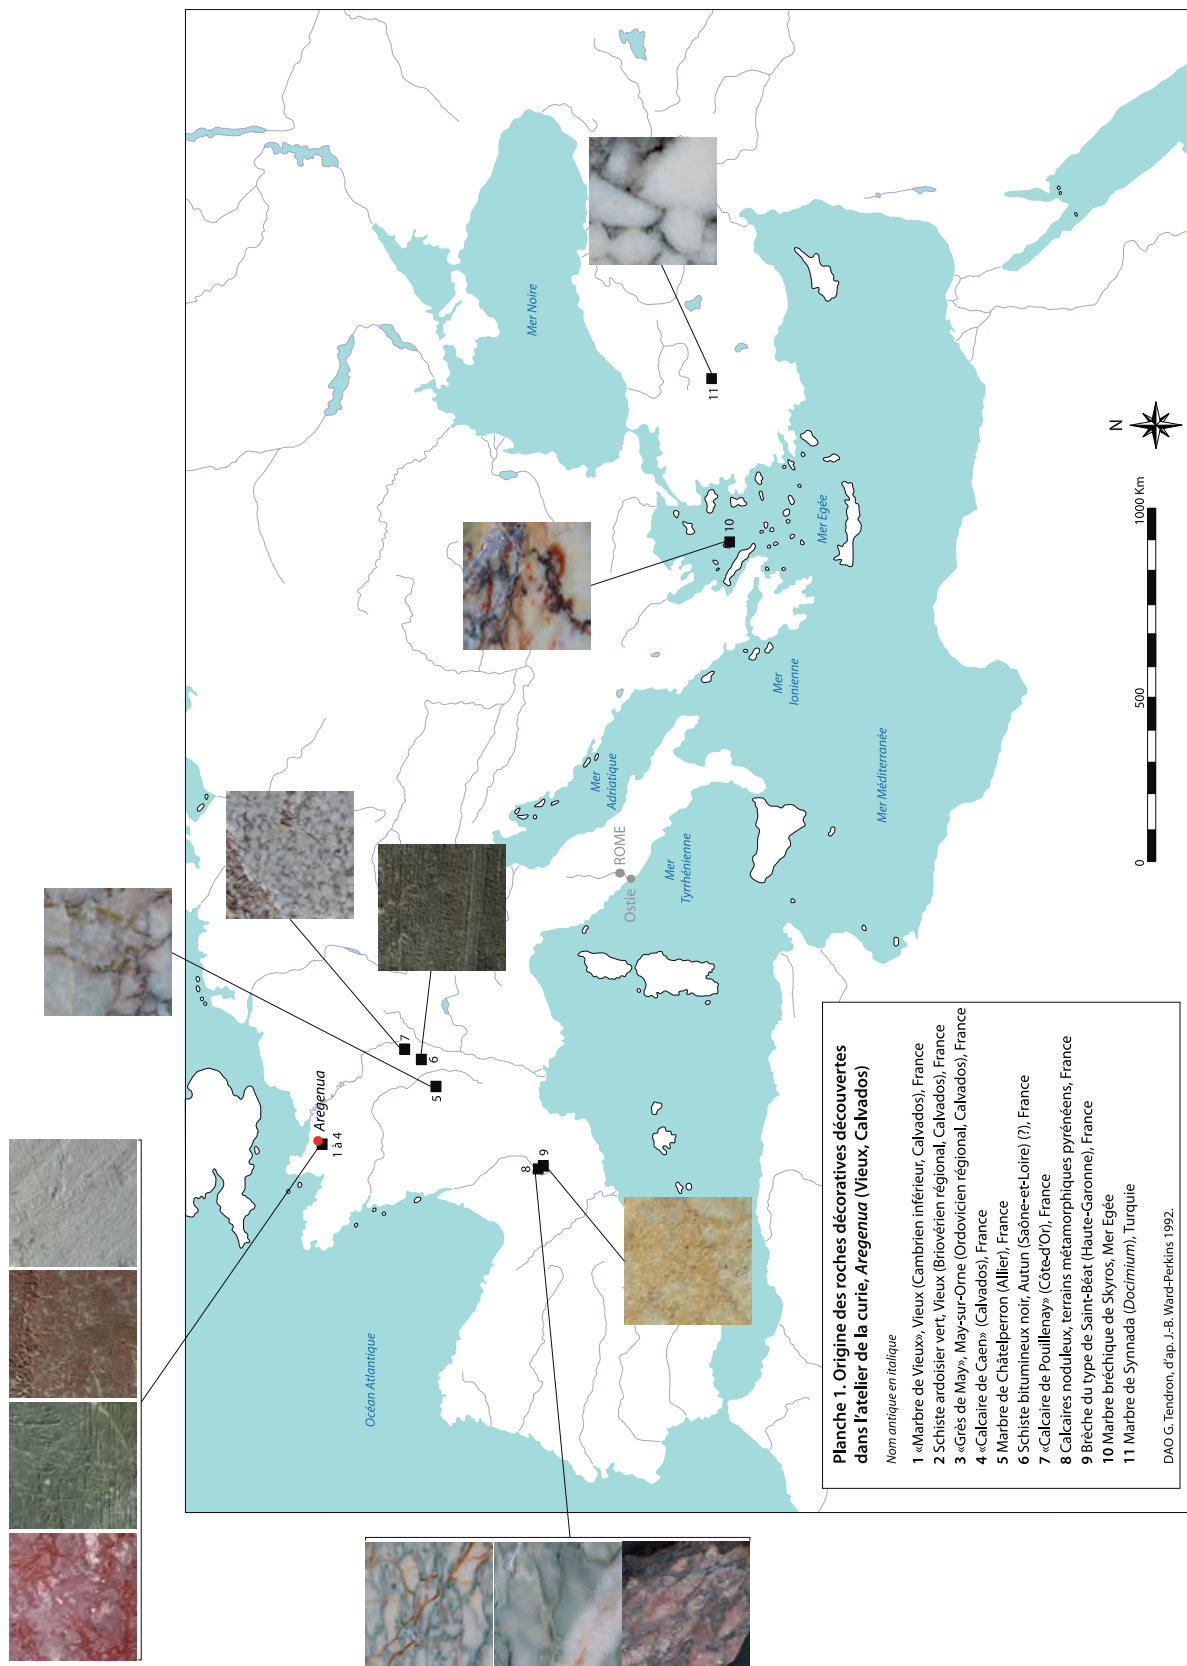 Aregenua
1 à 4
5
6
7
8
9
10
11
Océan Atlantique
Mer Noire
Mer
Adriatique
ROME
Ostie
Mer
Tyrrhénienne
Mer
Ionienne
Mer Egée
Mer Méditerranée
N
0
500
1000 Km
Planche 1. Origine des roches décoratives découvertes
dans l'atelier de la curie, Aregenua (Vieux, Calvados)
Nom antique en italique
1 «Marbre de Vieux», Vieux (Cambrien inférieur, Calvados), France
2 Schiste ardoisier vert, Vieux (Briovérien régional, Calvados), France
3 «Grès de May», May-sur-Orne (Ordovicien régional, Calvados), France
4 «Calcaire de Caen» (Calvados), France
5 Marbre de Châtelperron (Allier), France
6 Schiste bitumineux noir, Autun (Saône-et-Loire) (?), France
7 «Calcaire de Pouillenay» (Côte-d'Or), France
8 Calcaires noduleux, terrains métamorphiques pyrénéens, France
9 Brèche du type de Saint-Béat (Haute-Garonne), France
10 Marbre bréchique de Skyros, Mer Egée
11 Marbre de Synnada (Docimium), Turquie
DAO G. Tendron, d'ap. J.-B. Ward-Perkins 1992.